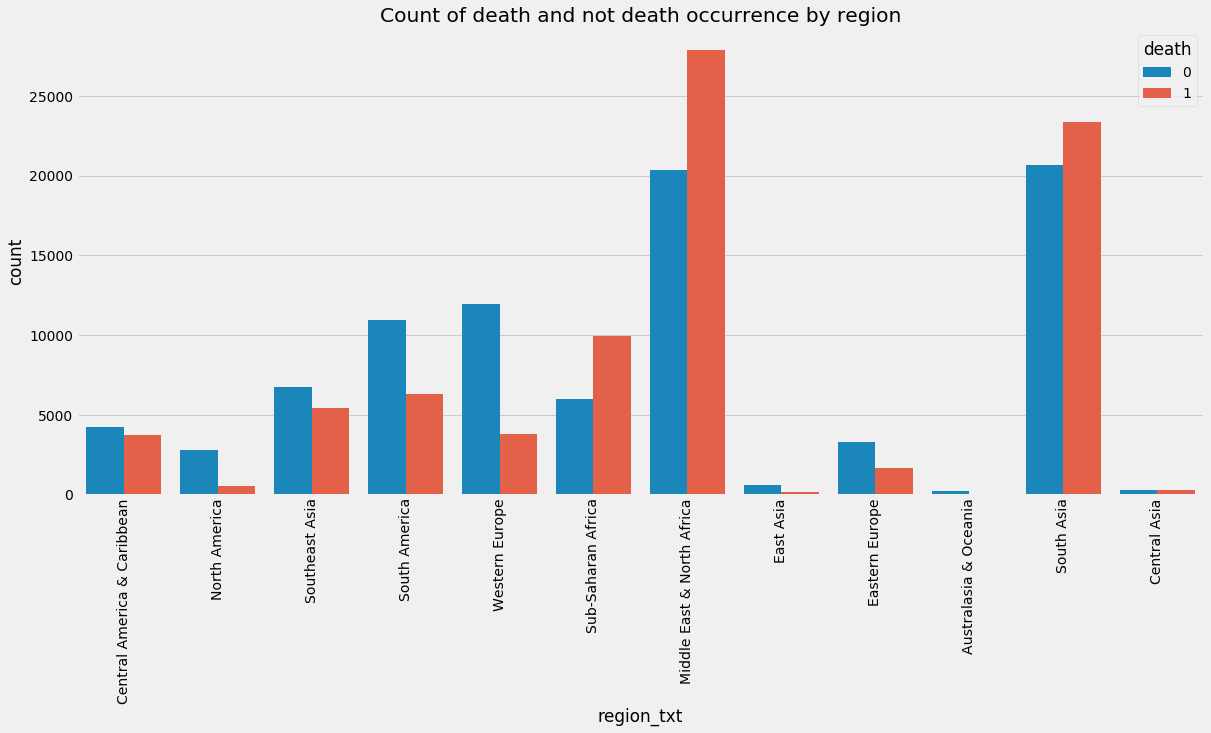 Count of death and not death occurrence by region
death
0
1
count
25000
20000
15000
10000
5000
0
Central America & Caribbean
North America
Southeast Asia
South America
Western Europe
Sub-Saharan Africa
Middle East & North Africa
East Asia
Eastern Europe
Australasia & Oceania
South Asia
Central Asia
region_txt